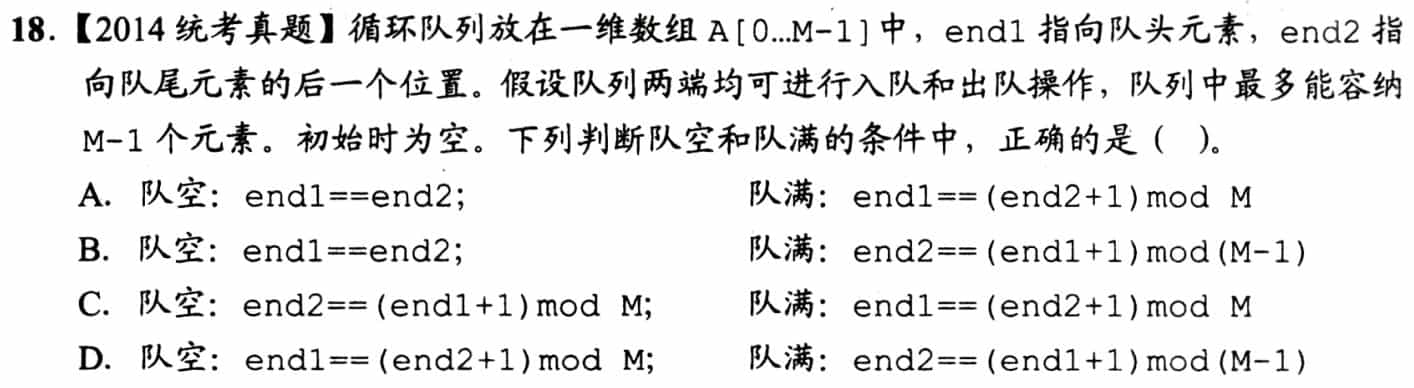 18.【2014 统考真题】循环队列放在一维数组 A[0…M-1]中，end1 指向队头元素，end2 指
向队尾元素的后一个位置。假设队列两端均可进行入队和出队操作，队列中最多能容纳
M-1 个元素。初始时为空。下列判断队空和队满的条件中，正确的是（ ）。
A. 队空：end1==end2; 队满：end1==(end2+1)mod M
B. 队空：end1==end2; 队满：end2==(end1+1)mod(M-1)
C. 队空：end2==(end1+1)mod M; 队满：end1==(end2+1)mod M
D. 队空：end1==(end2+1)mod M; 队满：end2==(end1+1)mod(M-1)